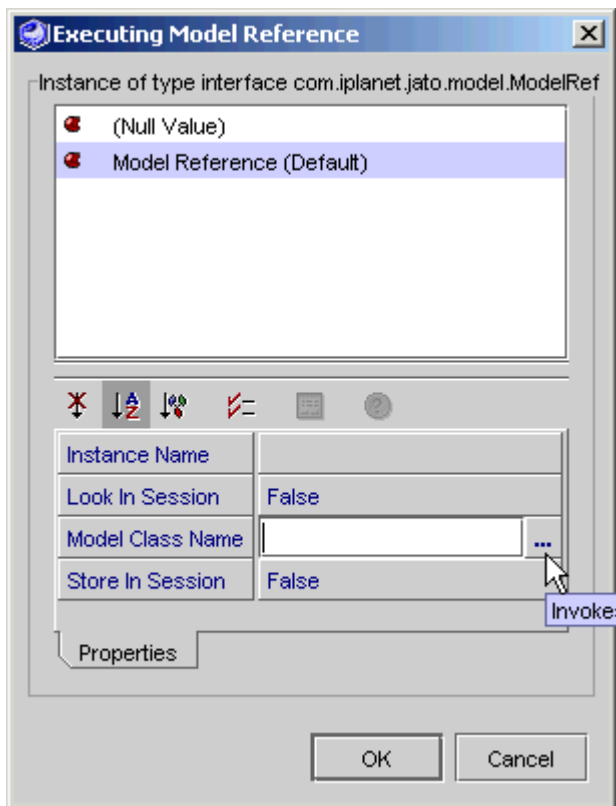 Executing Model Reference
Instance of type interface com.iplanet.jato.model.ModelRef
(Null Value)
Model Reference (Default)
Instance Name
Look In Session False
Model Class Name ...
Store In Session False
Invokes
Properties
OK Cancel